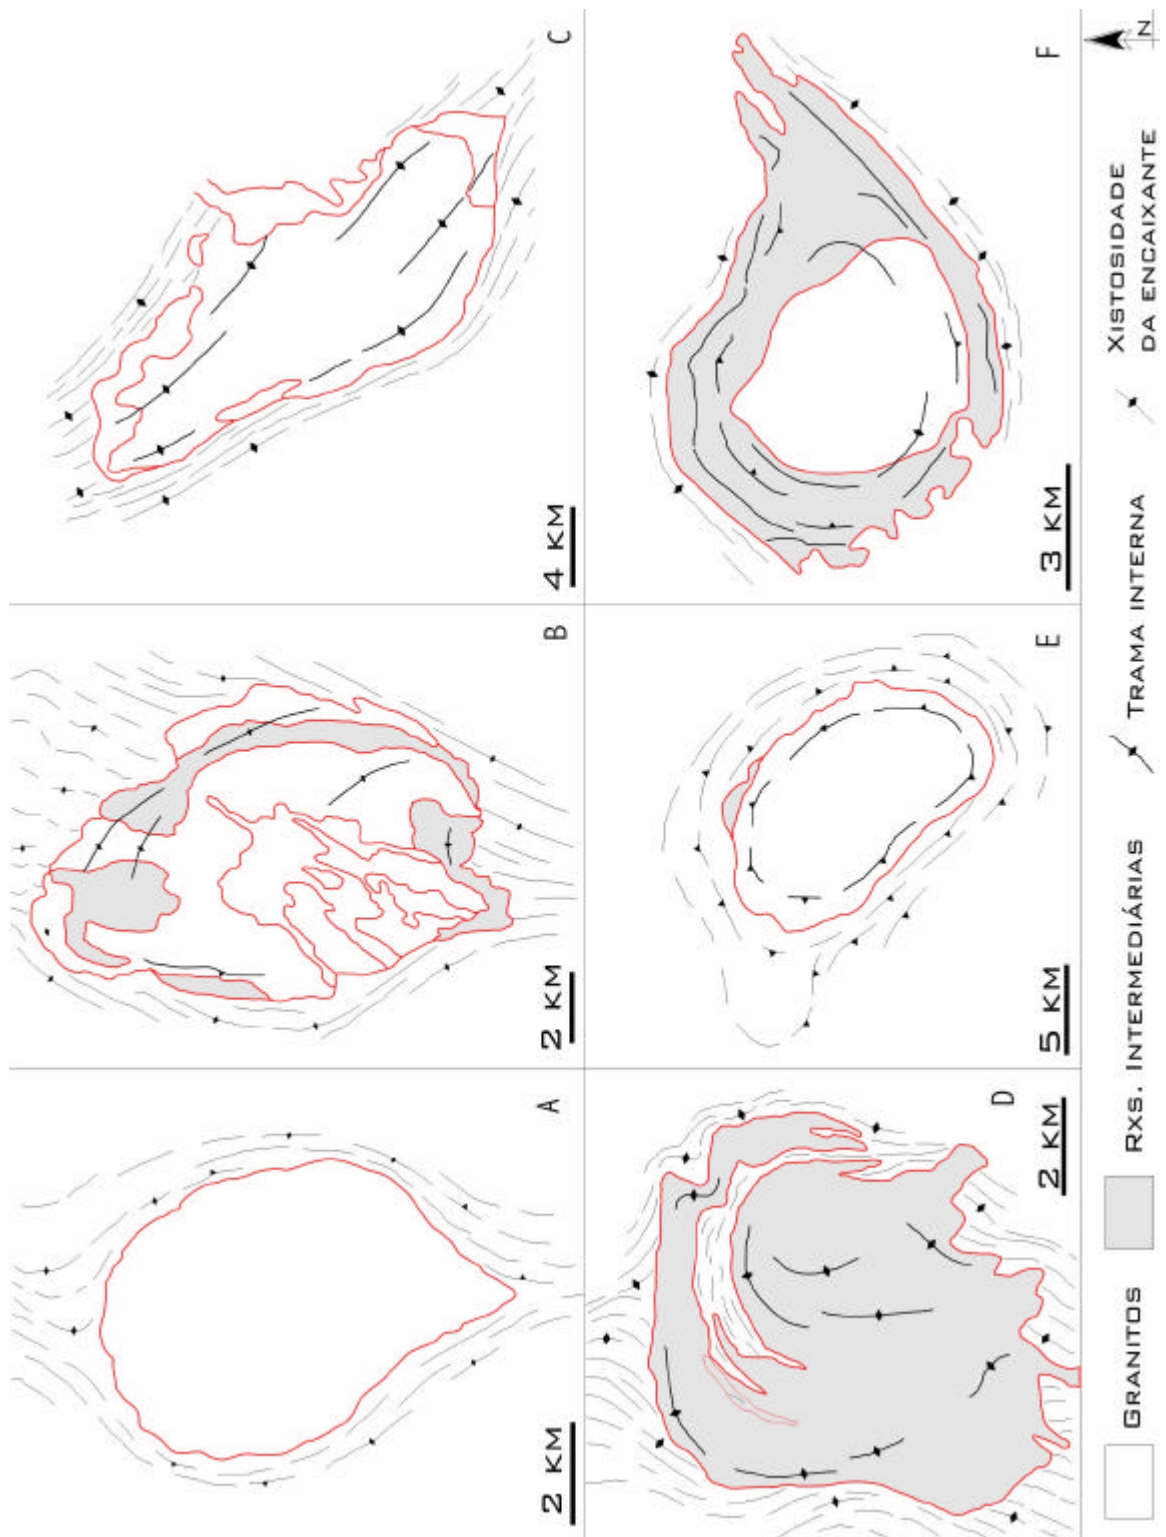 A
2 KM
B
2 KM
C
4 KM
D
2 KM
E
5 KM
F
3 KM
GRANITOS
RXS. INTERMEDIÁRIAS
TRAMA INTERNA
XISTOSIDADE
DA ENCAIXANTE
N